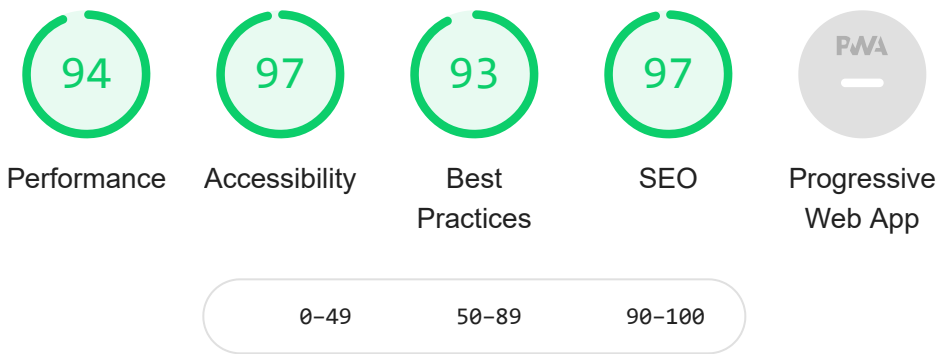 94 97 93 97 PWA
Performance Accessibility Best Practices SEO Progressive Web App
0–49 50–89 90–100